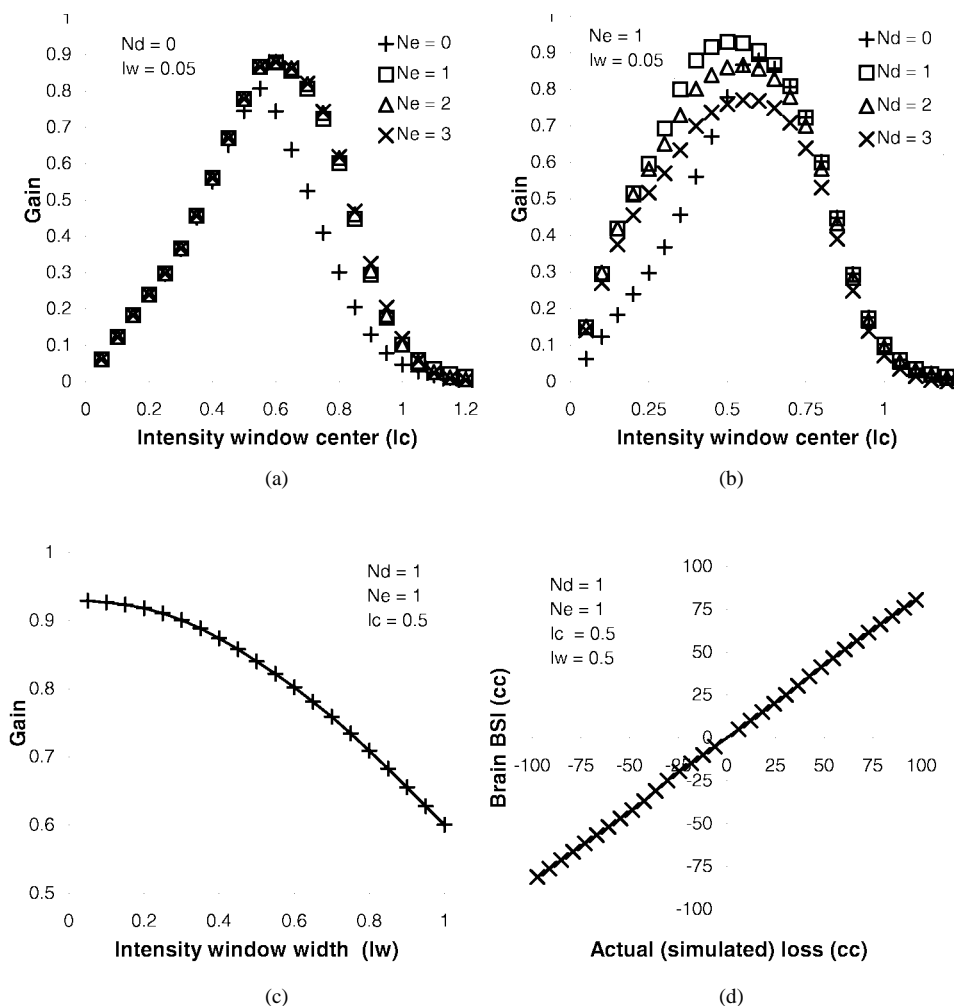 Nd = 0
Iw = 0.05
Ne = 0
Ne = 1
Ne = 2
Ne = 3
1
0.9
0.8
0.7
0.6
0.5
0.4
0.3
0.2
0.1
0
Gain
0 0.2 0.4 0.6 0.8 1 1.2
Intensity window center (Ic)
(a)
Ne = 1
Iw = 0.05
Nd = 0
Nd = 1
Nd = 2
Nd = 3
1
0.9
0.8
0.7
0.6
0.5
0.4
0.3
0.2
0.1
0
Gain
0 0.25 0.5 0.75 1
Intensity window center (Ic)
(b)
Nd = 1
Ne = 1
Ic = 0.5
1
0.9
0.8
0.7
0.6
0.5
Gain
0 0.2 0.4 0.6 0.8 1
Intensity window width (Iw)
(c)
Nd = 1
Ne = 1
Ic = 0.5
Iw = 0.5
100
75
50
25
0
-25
-50
-75
-100
Brain BSI (cc)
-100 -75 -50 -25 0 25 50 75 100
Actual (simulated) loss (cc)
(d)